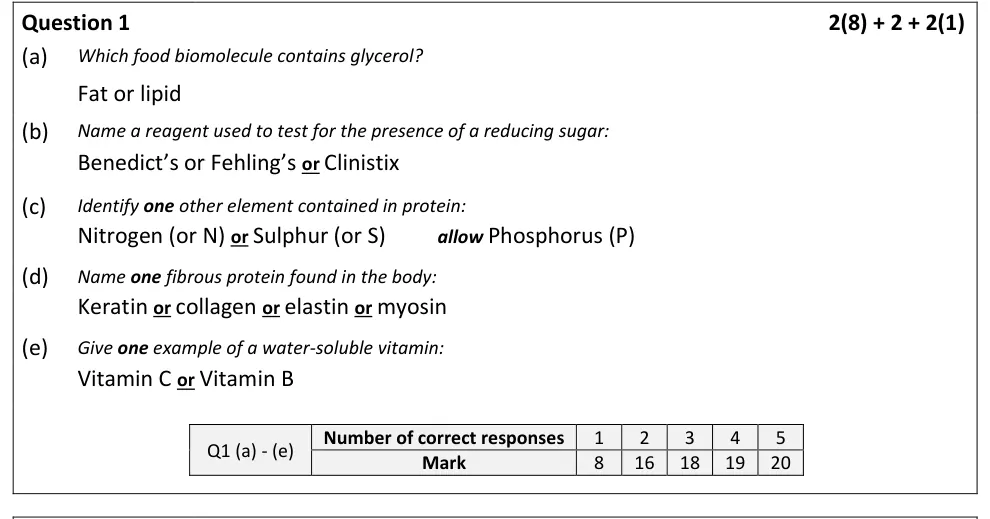 Question 1 2(8) + 2 + 2(1)
(a) Which food biomolecule contains glycerol?
Fat or lipid
(b) Name a reagent used to test for the presence of a reducing sugar:
Benedict’s or Fehling’s or Clinistix
(c) Identify one other element contained in protein:
Nitrogen (or N) or Sulphur (or S) allow Phosphorus (P)
(d) Name one fibrous protein found in the body:
Keratin or collagen or elastin or myosin
(e) Give one example of a water-soluble vitamin:
Vitamin C or Vitamin B
Q1 (a) - (e) Number of correct responses 1 2 3 4 5
Mark 8 16 18 19 20